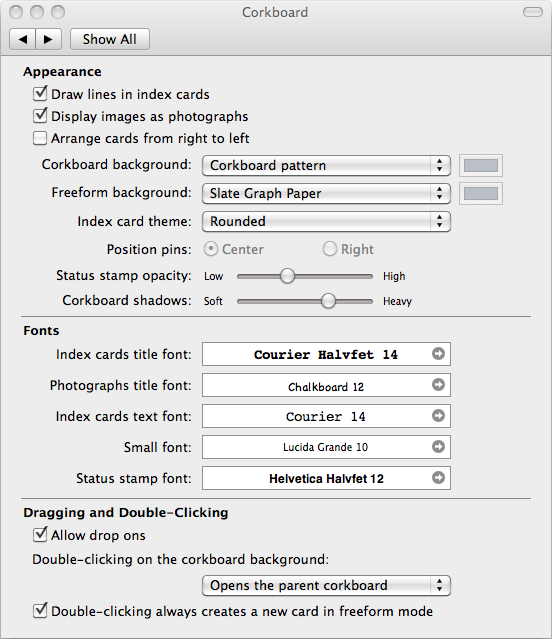 Corkboard
Show All
Appearance
Draw lines in index cards
Display images as photographs
Arrange cards from right to left
Corkboard background: Corkboard pattern
Freeform background: Slate Graph Paper
Index card theme: Rounded
Position pins: Center Right
Status stamp opacity: Low High
Corkboard shadows: Soft Heavy
Fonts
Index cards title font: Courier Halvfet 14
Photographs title font: Chalkboard 12
Index cards text font: Courier 14
Small font: Lucida Grande 10
Status stamp font: Helvetica Halvfet 12
Dragging and Double-Clicking
Allow drop ons
Double-clicking on the corkboard background:
Opens the parent corkboard
Double-clicking always creates a new card in freeform mode